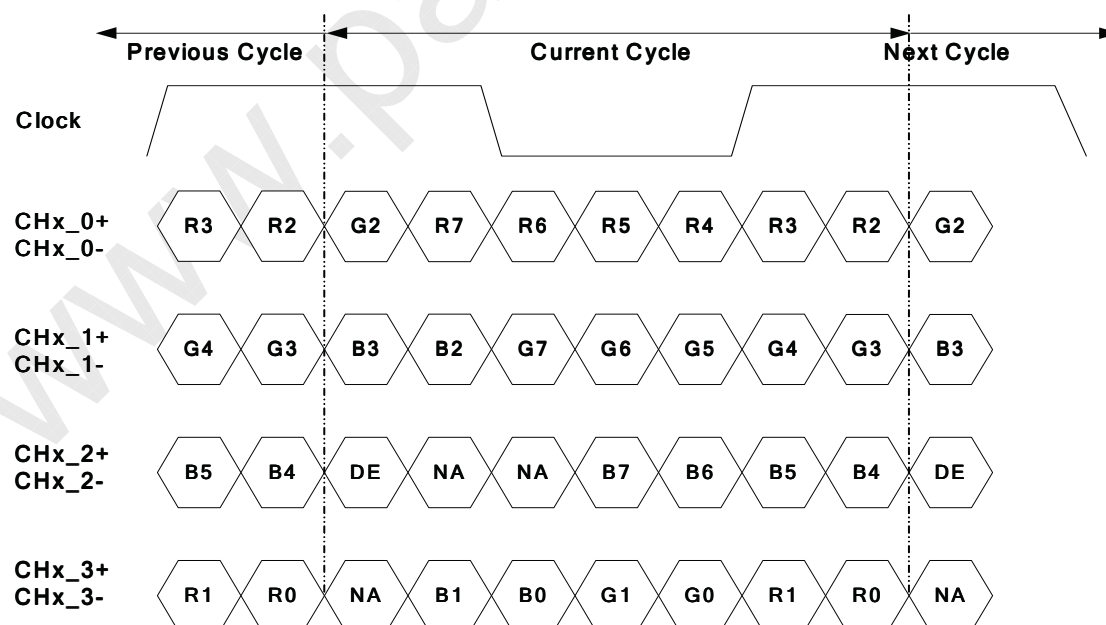 Previous Cycle Current Cycle Next Cycle
Clock
CHx_0+
CHx_0-
R3 R2 G2 R7 R6 R5 R4 R3 R2 G2
CHx_1+
CHx_1-
G4 G3 B3 B2 G7 G6 G5 G4 G3 B3
CHx_2+
CHx_2-
B5 B4 DE NA NA B7 B6 B5 B4 DE
CHx_3+
CHx_3-
R1 R0 NA B1 B0 G1 G0 R1 R0 NA
www.pa